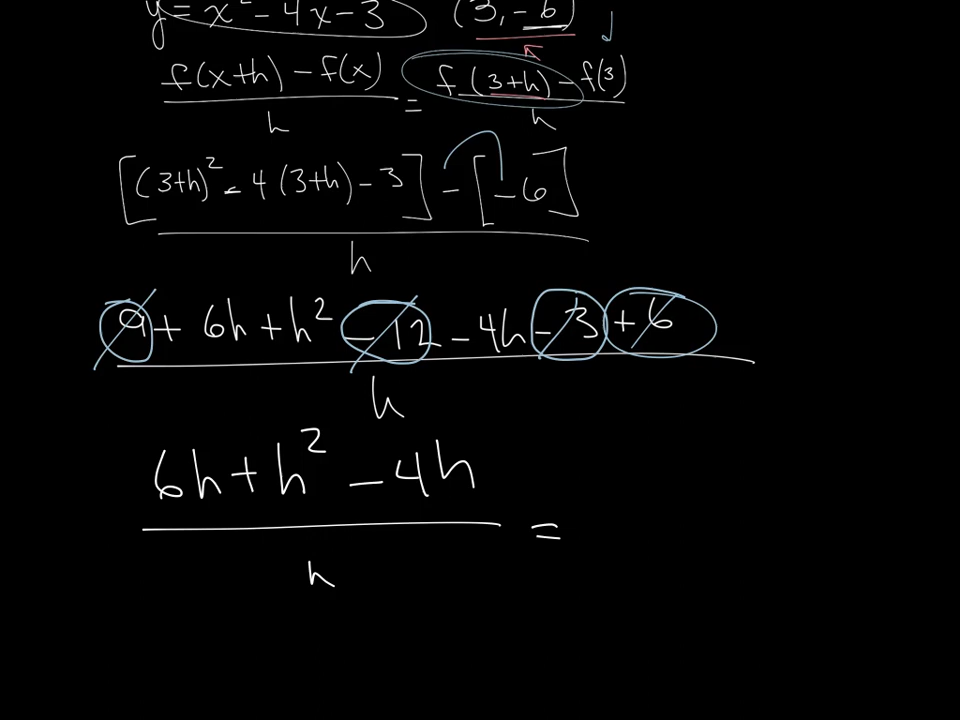 y = x² - 4x - 3 (3, -6)
f(x+h) - f(x) / h = f(3+h) - f(3) / h
[(3+h)² - 4(3+h) - 3] - [-6] / h
9 + 6h + h² - 12 - 4h - 3 + 6 / h
6h + h² - 4h / h =